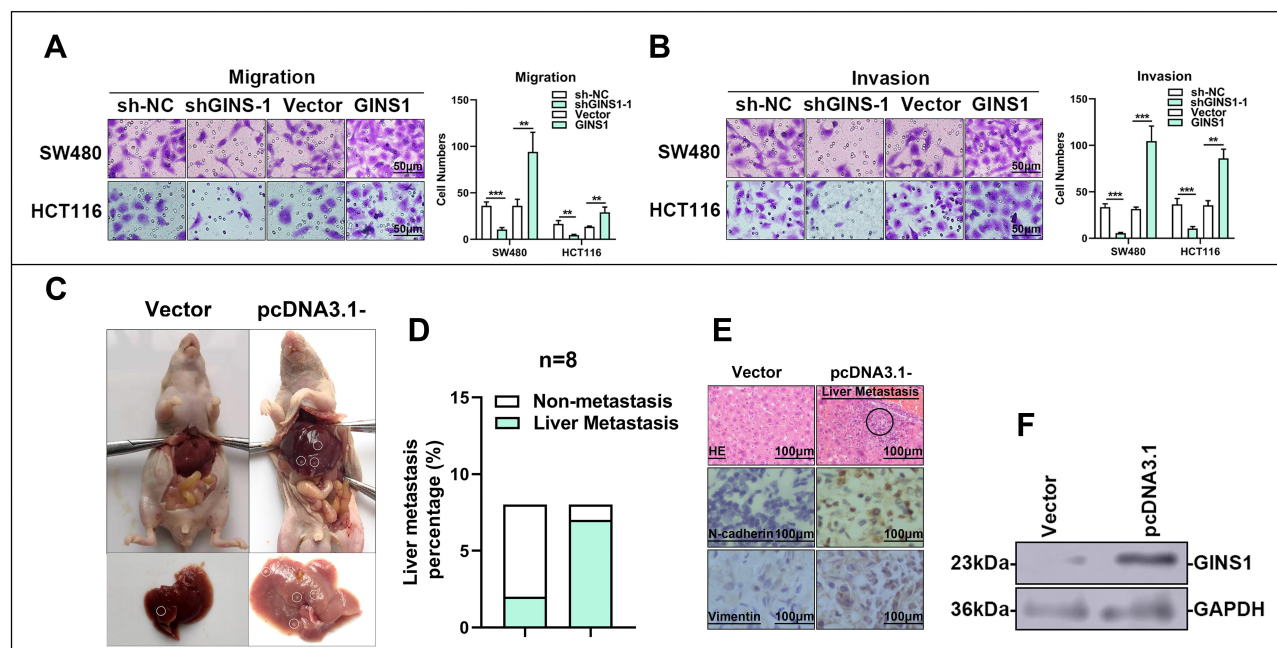 A
Migration
sh-NC shGINS-1 Vector GINS1
SW480
50μm
HCT116
50μm
Migration
sh-NC
shGINS1-1
Vector
GINS1
Cell Numbers
150
100
50
0
** 
***
**
**
SW480 HCT116
B
Invasion
sh-NC shGINS-1 Vector GINS1
SW480
50μm
HCT116
50μm
Invasion
sh-NC
shGINS1-1
Vector
GINS1
Cell Numbers
150
100
50
0
***
**
***
***
SW480 HCT116
C
Vector pcDNA3.1-
D
n=8
Non-metastasis
Liver Metastasis
Liver metastasis
percentage (%)
15
10
5
0
E
Vector pcDNA3.1-
Liver Metastasis
HE 100μm 100μm
N-cadherin 100μm 100μm
Vimentin 100μm 100μm
F
Vector pcDNA3.1
23kDa- -GINS1
36kDa- -GAPDH